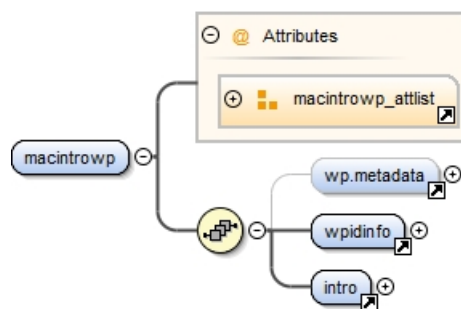 @ Attributes
macintrowp_attlist
macintrowp
wp.metadata
wpidinfo
intro